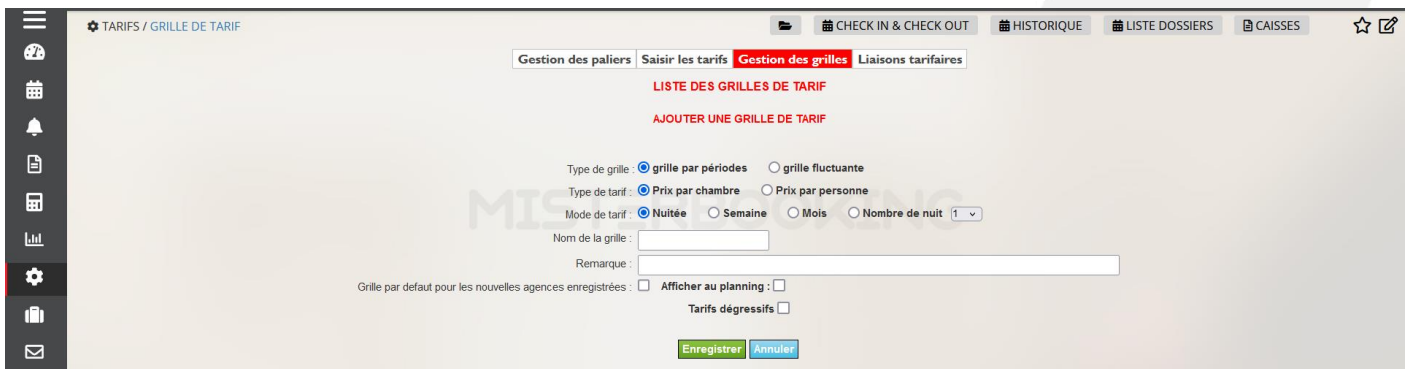 TARIFS / GRILLE DE TARIF
CHECK IN & CHECK OUT
HISTORIQUE
LISTE DOSSIERS
CAISSES
Gestion des paliers Saisir les tarifs Gestion des grilles Liaisons tarifaires
LISTE DES GRILLES DE TARIF
AJOUTER UNE GRILLE DE TARIF
Type de grille : grille par périodes grille fluctuante
Type de tarif : Prix par chambre Prix par personne
MISTERBOOKING
Mode de tarif : Nuitée Semaine Mois Nombre de nuit 1
Nom de la grille :
Remarque :
Grille par defaut pour les nouvelles agences enregistrées : Afficher au planning :
Tarifs dégressifs
Enregistrer Annuler